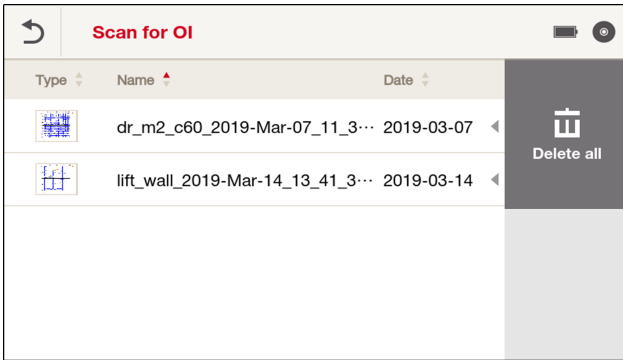 Scan for OI
Type Name Date
dr_m2_c60_2019-Mar-07_11_3··· 2019-03-07
lift_wall_2019-Mar-14_13_41_3··· 2019-03-14
Delete all